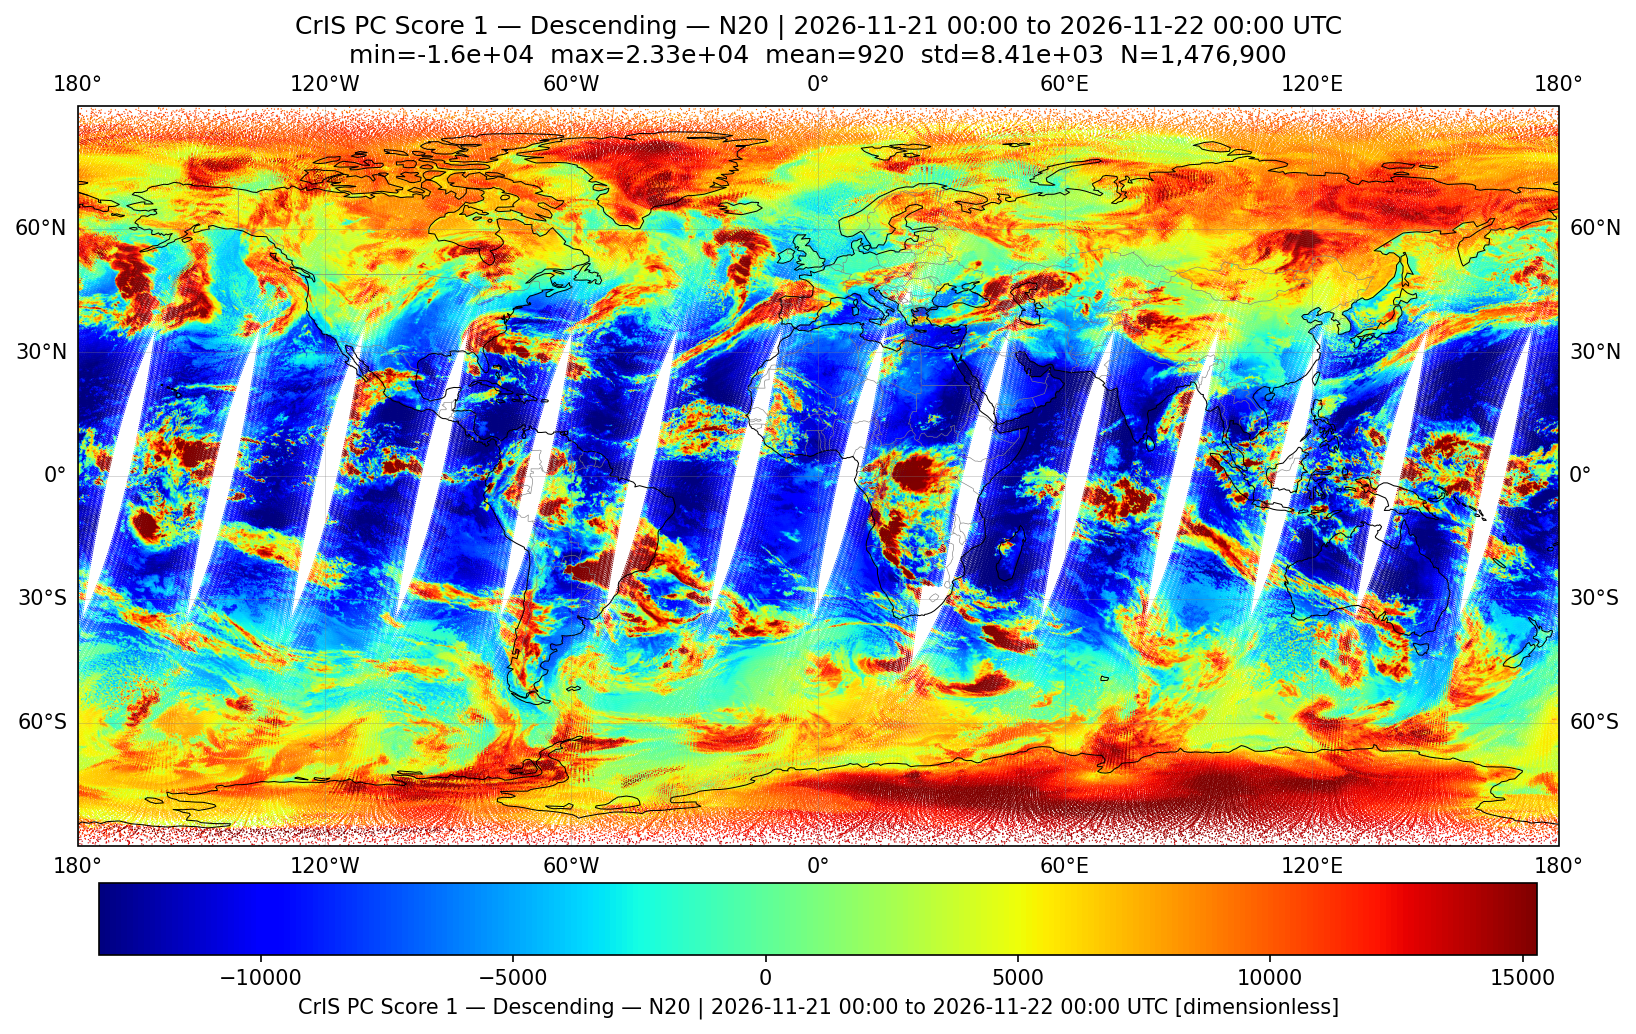 CrIS PC Score 1 — Descending — N20 | 2026-11-21 00:00 to 2026-11-22 00:00 UTC
min=-1.6e+04  max=2.33e+04  mean=920  std=8.41e+03  N=1,476,900
180° 120°W 60°W 0° 60°E 120°E 180°
60°N 60°N
30°N 30°N
0° 0°
30°S 30°S
60°S 60°S
180° 120°W 60°W 0° 60°E 120°E 180°
−10000 −5000 0 5000 10000 15000
CrIS PC Score 1 — Descending — N20 | 2026-11-21 00:00 to 2026-11-22 00:00 UTC [dimensionless]